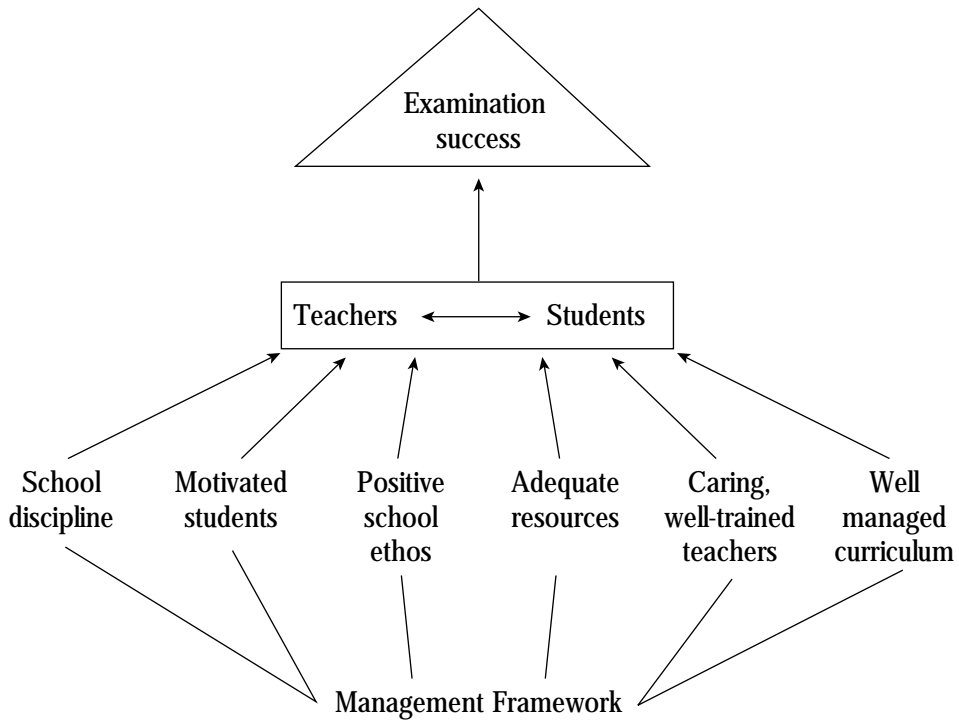 Examination
success
Teachers Students
School
discipline
Motivated
students
Positive
school
ethos
Adequate
resources
Caring,
well-trained
teachers
Well
managed
curriculum
Management Framework